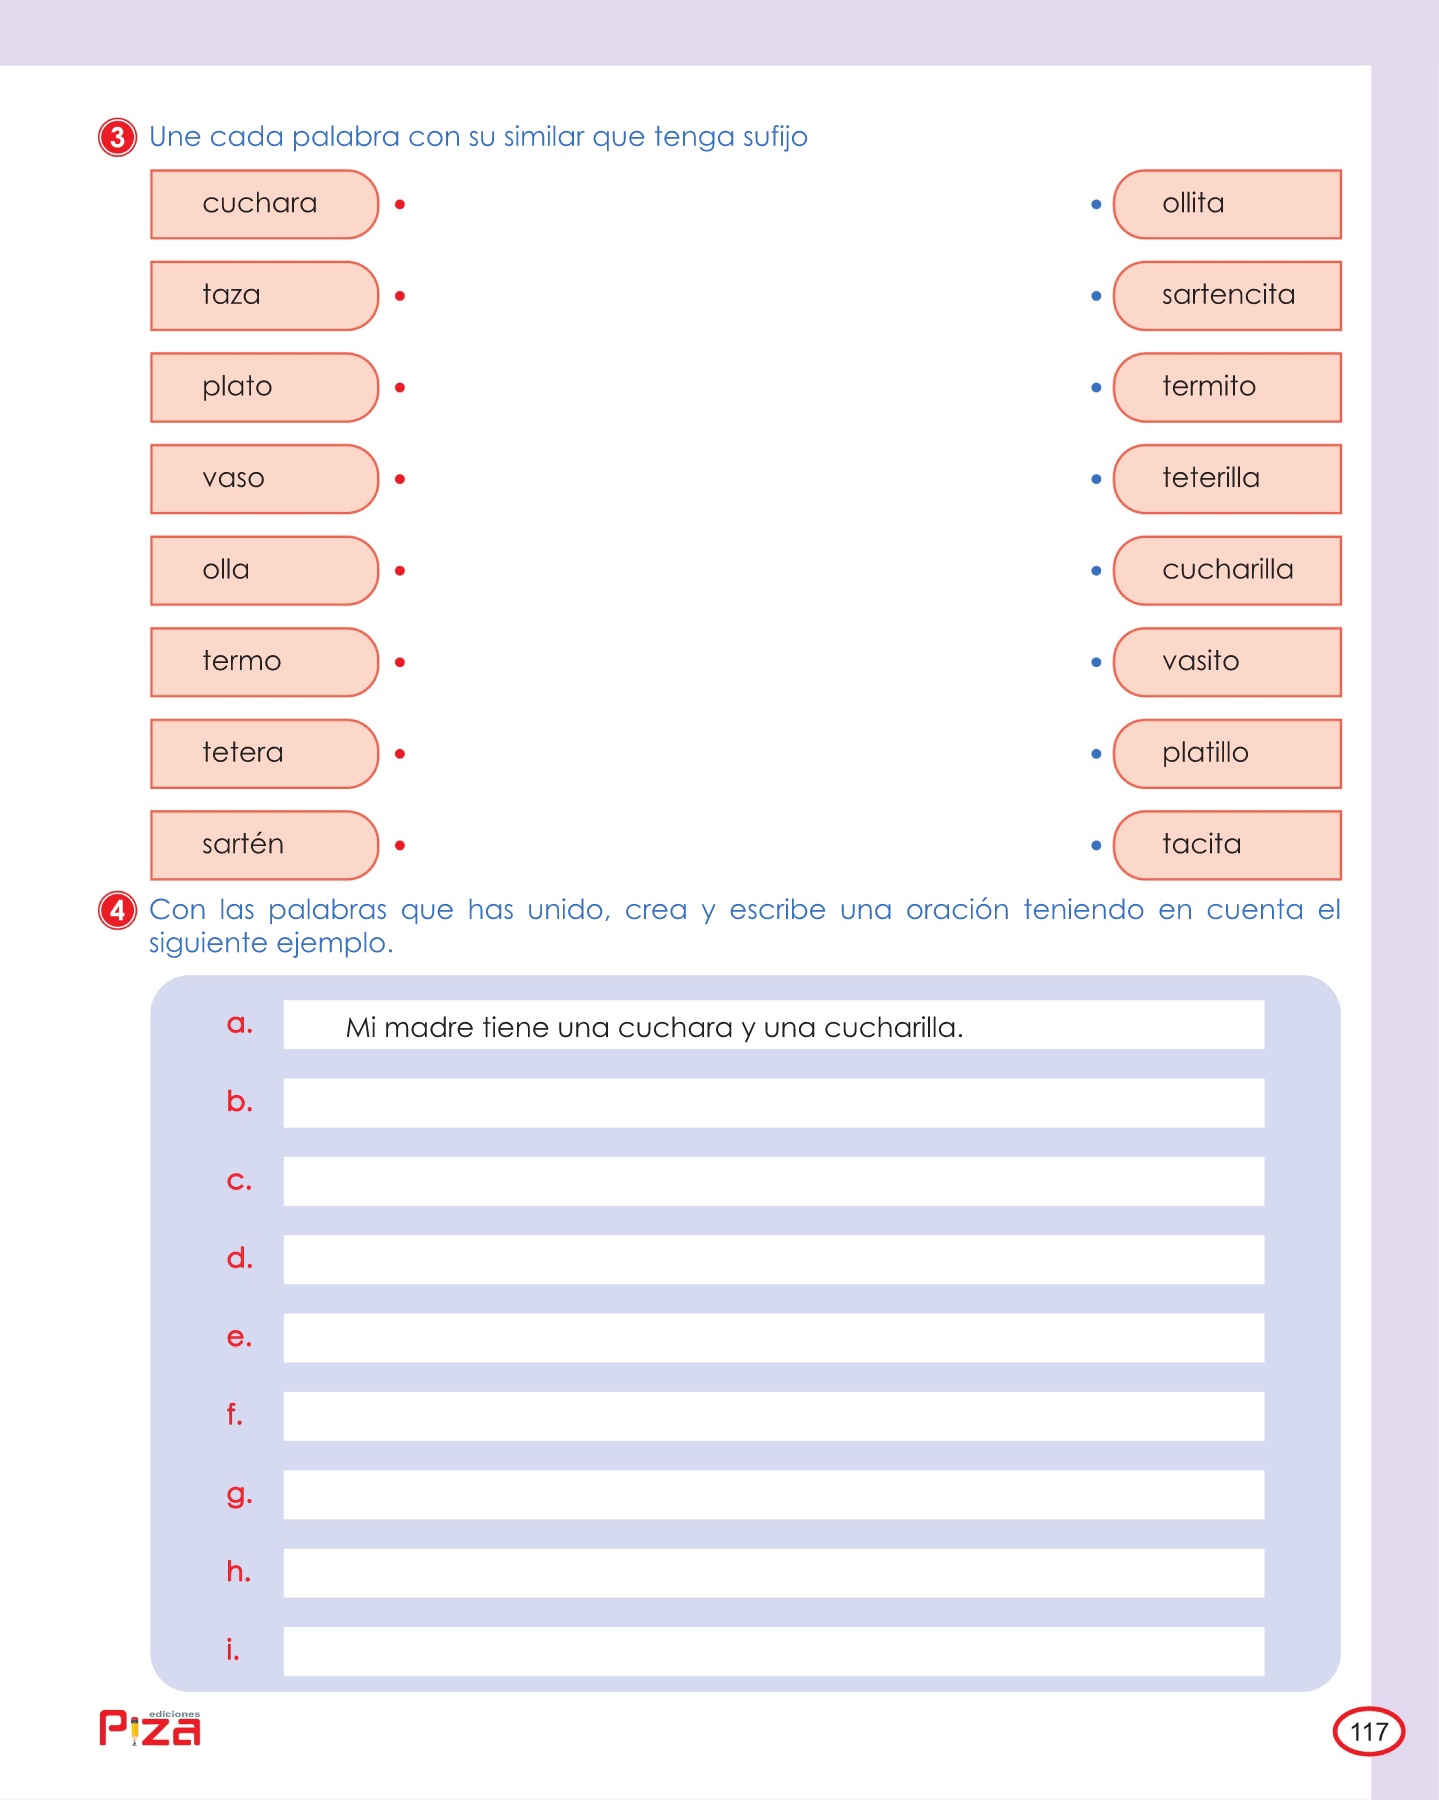 3 Une cada palabra con su similar que tenga sufijo
cuchara ollita
taza sartencita
plato termito
vaso teterilla
olla cucharilla
termo vasito
tetera platillo
sartén tacita
4 Con las palabras que has unido, crea y escribe una oración teniendo en cuenta el
siguiente ejemplo.
a. Mi madre tiene una cuchara y una cucharilla.
b.
c.
d.
e.
f.
g.
h.
i.
ediciones
Piza
117